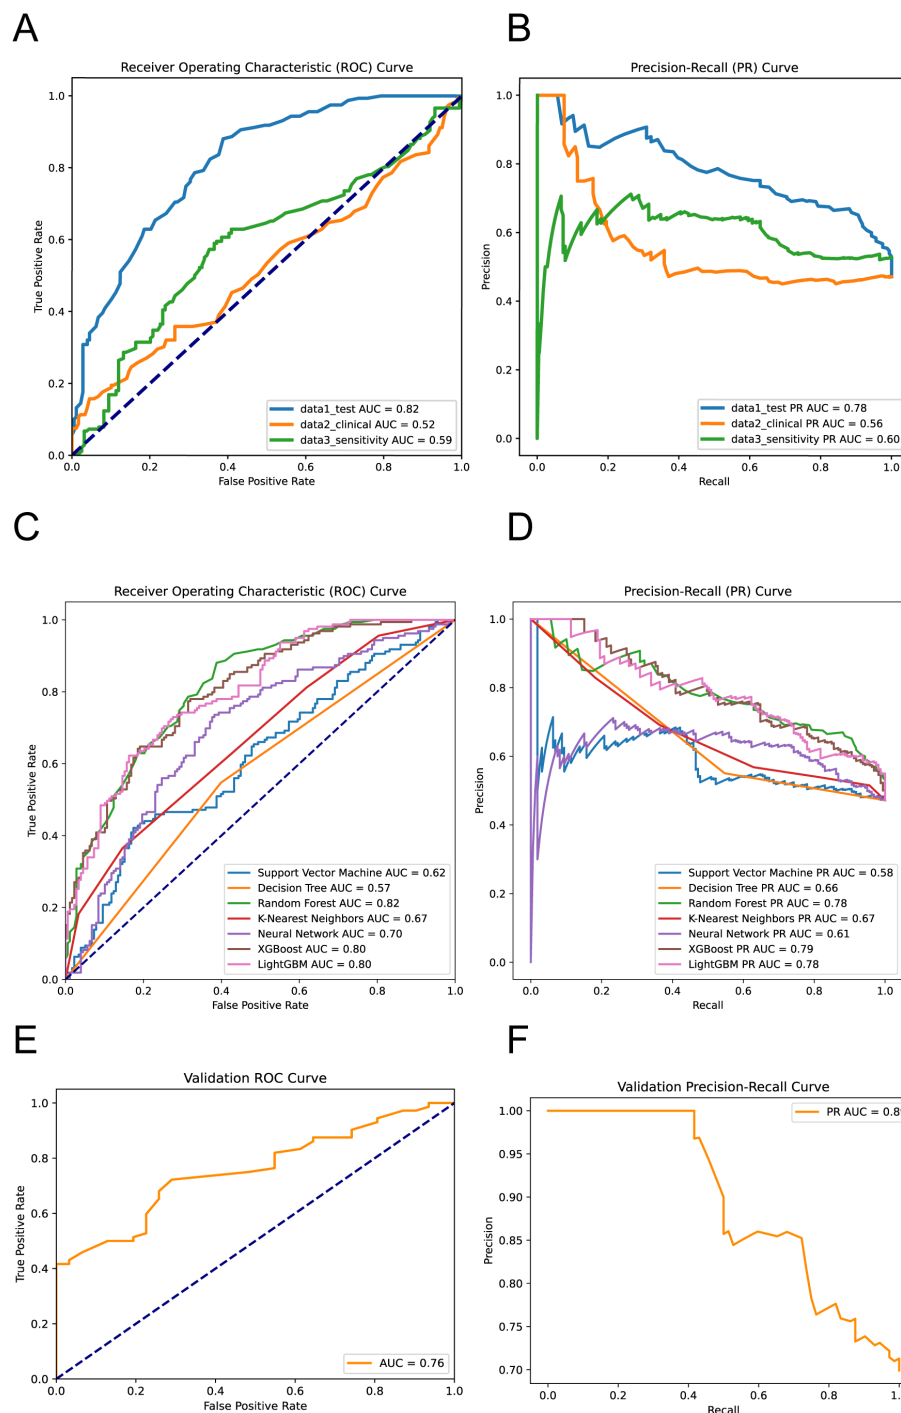 A
B
Receiver Operating Characteristic (ROC) Curve
True Positive Rate
1.0
0.8
0.6
0.4
0.2
0.0
data1_test AUC = 0.82
data2_clinical AUC = 0.52
data3_sensitivity AUC = 0.59
0.0 0.2 0.4 0.6 0.8 1.0
False Positive Rate
Precision-Recall (PR) Curve
Precision
1.0
0.8
0.6
0.4
0.2
0.0
data1_test PR AUC = 0.78
data2_clinical PR AUC = 0.56
data3_sensitivity PR AUC = 0.60
0.0 0.2 0.4 0.6 0.8 1.0
Recall
C
D
Receiver Operating Characteristic (ROC) Curve
True Positive Rate
1.0
0.8
0.6
0.4
0.2
0.0
Support Vector Machine AUC = 0.62
Decision Tree AUC = 0.57
Random Forest AUC = 0.82
K-Nearest Neighbors AUC = 0.67
Neural Network AUC = 0.70
XGBoost AUC = 0.80
LightGBM AUC = 0.80
0.0 0.2 0.4 0.6 0.8 1.0
False Positive Rate
Precision-Recall (PR) Curve
Precision
1.0
0.8
0.6
0.4
0.2
0.0
Support Vector Machine PR AUC = 0.58
Decision Tree PR AUC = 0.66
Random Forest PR AUC = 0.78
K-Nearest Neighbors PR AUC = 0.67
Neural Network PR AUC = 0.61
XGBoost PR AUC = 0.79
LightGBM PR AUC = 0.78
0.0 0.2 0.4 0.6 0.8 1.0
Recall
E
F
Validation ROC Curve
True Positive Rate
1.0
0.8
0.6
0.4
0.2
0.0
AUC = 0.76
0.0 0.2 0.4 0.6 0.8 1.0
False Positive Rate
Validation Precision-Recall Curve
Precision
1.00
0.95
0.90
0.85
0.80
0.75
0.70
PR AUC =
0.0 0.2 0.4 0.6 0.8
Recall